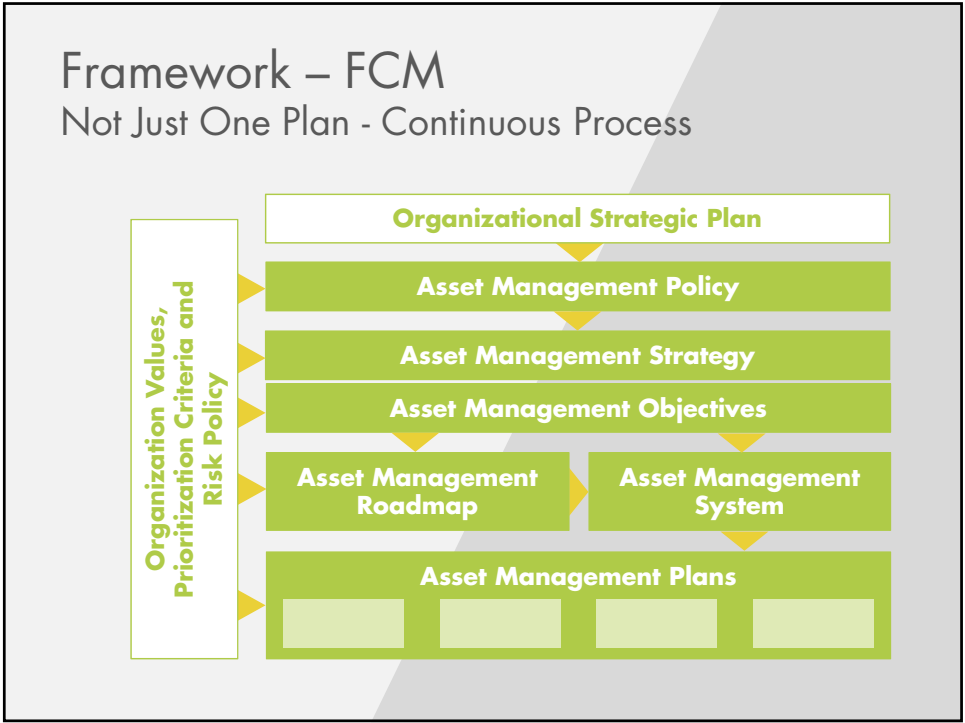 Framework – FCM
Not Just One Plan - Continuous Process
Organization Values,
Prioritization Criteria and
Risk Policy
Organizational Strategic Plan
Asset Management Policy
Asset Management Strategy
Asset Management Objectives
Asset Management
Roadmap
Asset Management
System
Asset Management Plans